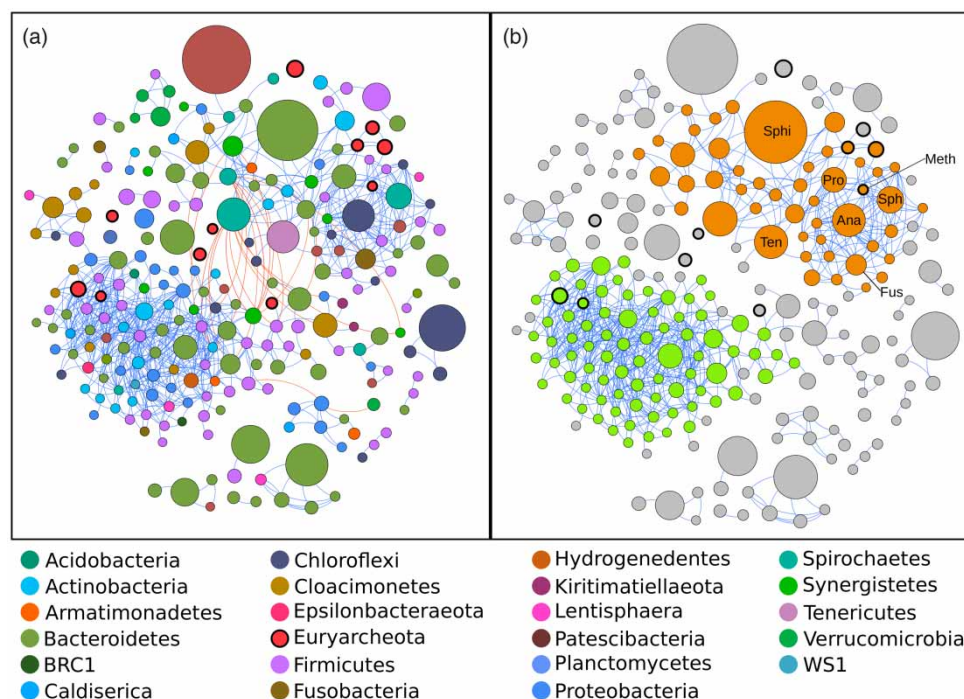 (a)
(b)
Sphi
Meth
Pro
Sph
Ana
Ten
Fus
Acidobacteria
Actinobacteria
Armatimonadetes
Bacteroidetes
BRC1
Caldiserica
Chloroflexi
Cloacimonetes
Epsilonbacteraeota
Euryarcheota
Firmicutes
Fusobacteria
Hydrogenedentes
Kiritimatiellaeota
Lentisphaera
Patescibacteria
Planctomycetes
Proteobacteria
Spirochaetes
Synergistetes
Tenericutes
Verrucomicrobia
WS1